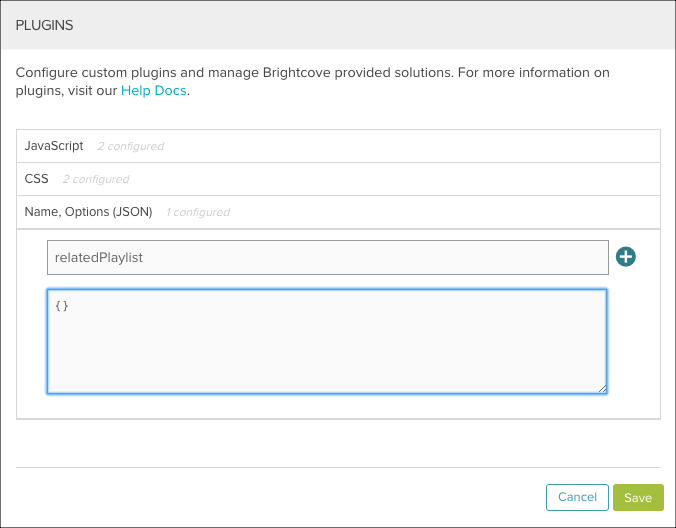 PLUGINS
Configure custom plugins and manage Brightcove provided solutions. For more information on
plugins, visit our Help Docs.
JavaScript 2 configured
CSS 2 configured
Name, Options (JSON) 1 configured
relatedPlaylist
{}
Cancel Save